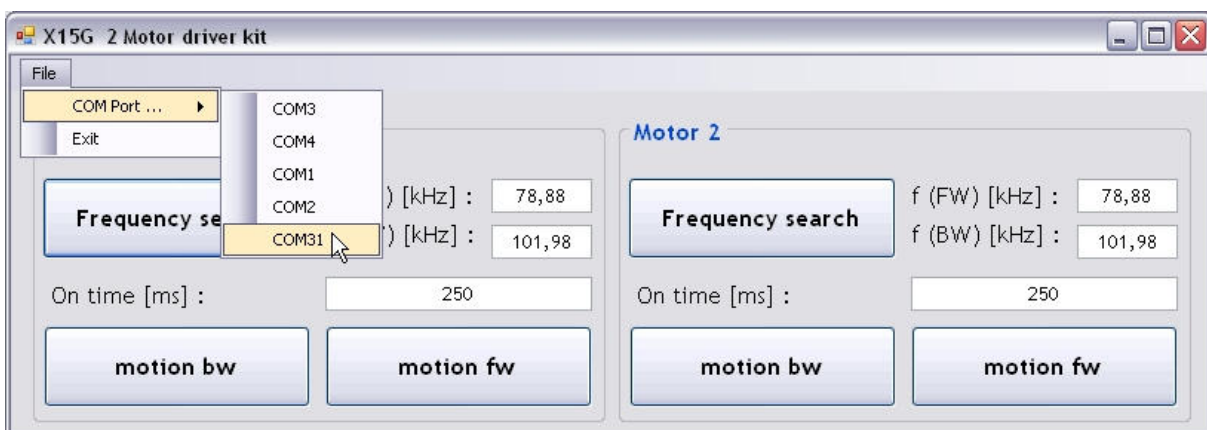 X15G 2 Motor driver kit
File
COM Port ...
Exit
COM3
COM4
COM1
COM2
COM31
Frequency se
) [kHz] : 78,88
) [kHz] : 101,98
On time [ms] : 250
motion bw motion fw
Motor 2
Frequency search
f (FW) [kHz] : 78,88
f (BW) [kHz] : 101,98
On time [ms] : 250
motion bw motion fw